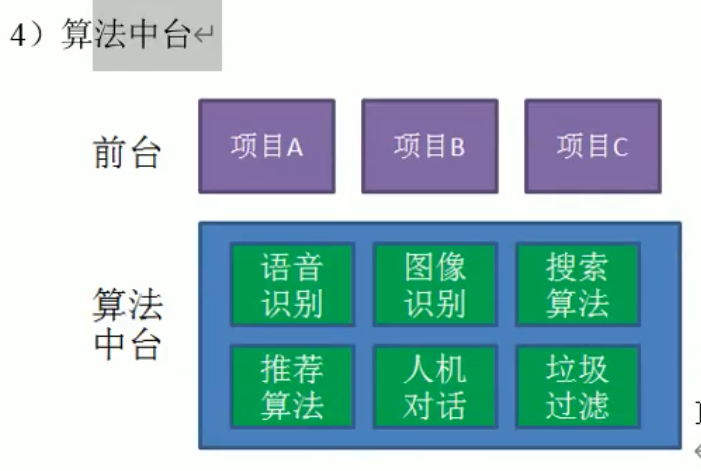 4）算法中台
前台
项目A
项目B
项目C
算法
中台
语音
识别
图像
识别
搜索
算法
推荐
算法
人机
对话
垃圾
过滤